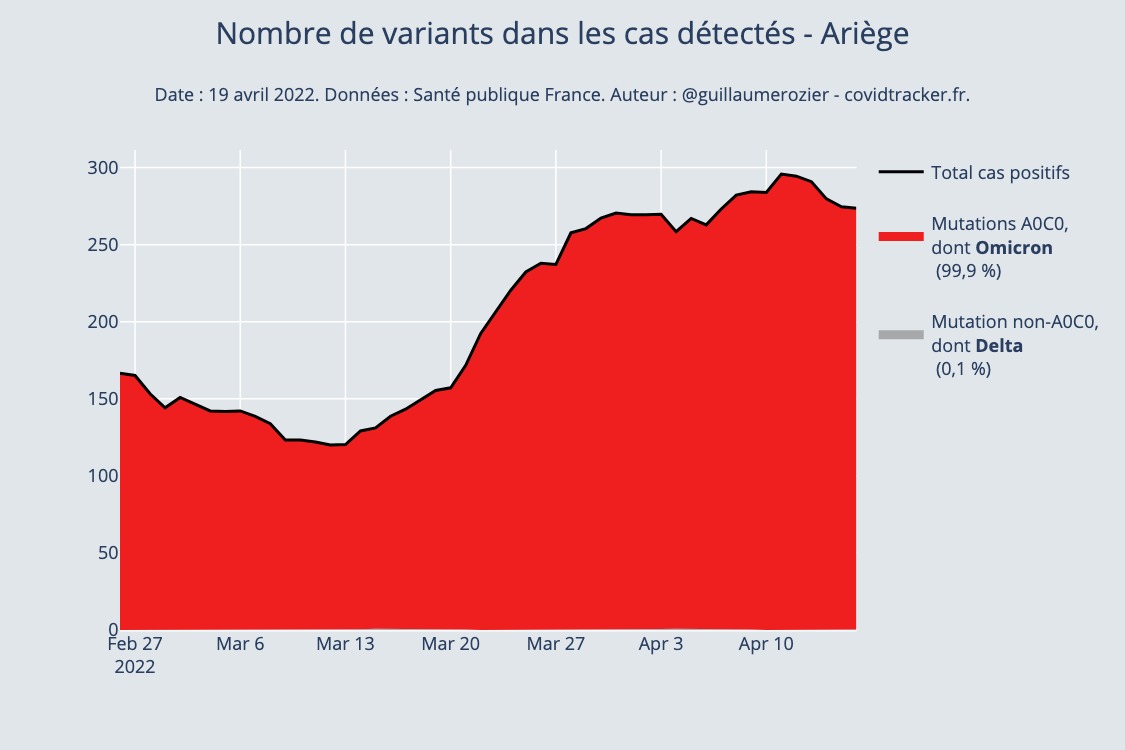 Nombre de variants dans les cas détectés - Ariège
Date : 19 avril 2022. Données : Santé publique France. Auteur : @guillaumerozier - covidtracker.fr.
300
250
200
150
100
50
0
Feb 27
2022
Mar 6
Mar 13
Mar 20
Mar 27
Apr 3
Apr 10
Total cas positifs
Mutations A0C0,
dont Omicron
(99,9 %)
Mutation non-A0C0,
dont Delta
(0,1 %)